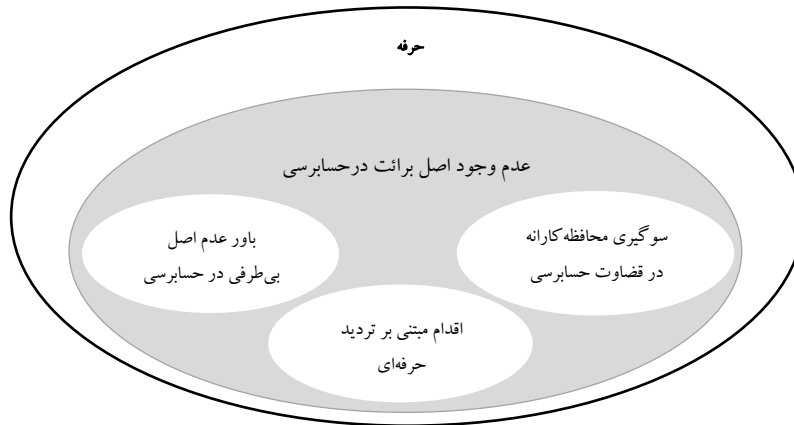 حرفه
عدم وجود اصل برائت درحسابرسی
سوگیری محافظه‌کارانه
در قضاوت حسابرسی
باور عدم اصل
بی‌طرفی در حسابرسی
اقدام مبتنی بر تردید
حرفه‌ای